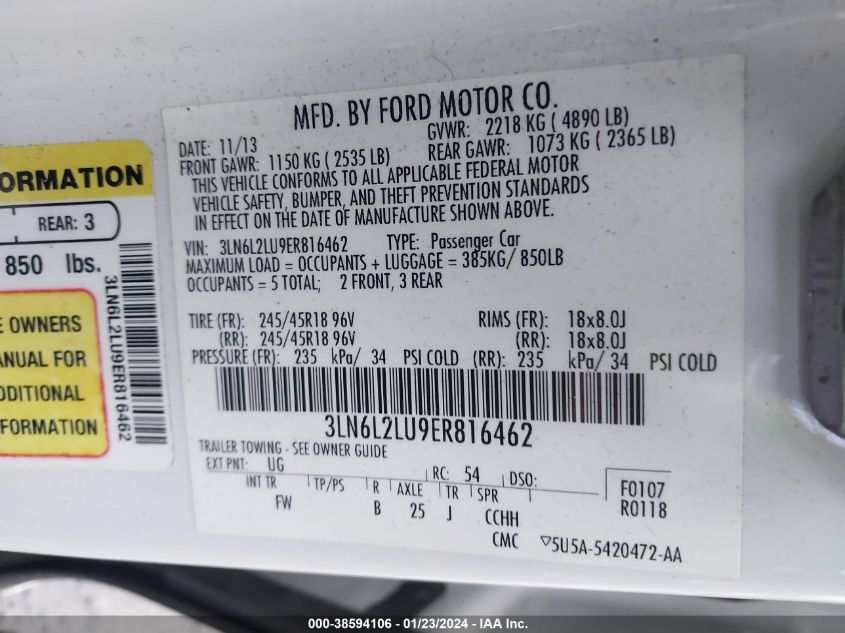 MFD. BY FORD MOTOR CO.
DATE: 11/13 GVWR: 2218 KG ( 4890 LB)
FRONT GAWR: 1150 KG ( 2535 LB) REAR GAWR: 1073 KG ( 2365 LB)
THIS VEHICLE CONFORMS TO ALL APPLICABLE FEDERAL MOTOR
VEHICLE SAFETY, BUMPER, AND THEFT PREVENTION STANDARDS
IN EFFECT ON THE DATE OF MANUFACTURE SHOWN ABOVE.
VIN: 3LN6L2LU9ER816462 TYPE: Passenger Car
MAXIMUM LOAD = OCCUPANTS + LUGGAGE = 385KG/ 850LB
OCCUPANTS = 5 TOTAL; 2 FRONT, 3 REAR
TIRE (FR): 245/45R18 96V RIMS (FR): 18x8.0J
(RR): 245/45R18 96V (RR): 18x8.0J
PRESSURE (FR): 235 kPa/ 34 PSI COLD (RR): 235 kPa/ 34 PSI COLD
3LN6L2LU9ER816462
TRAILER TOWING - SEE OWNER GUIDE
EXT PNT: UG RC: 54 DSO:
INT TR TP/PS R AXLE TR SPR F0107
FW B 25 J CCHH R0118
CMC ▽5U5A-5420472-AA
ORMATION
REAR: 3
850 lbs.
E OWNERS
ANUAL FOR
DDITIONAL
FORMATION
3LN6L2LU9ER816462
000-38594106 - 01/23/2024 - IAA Inc.